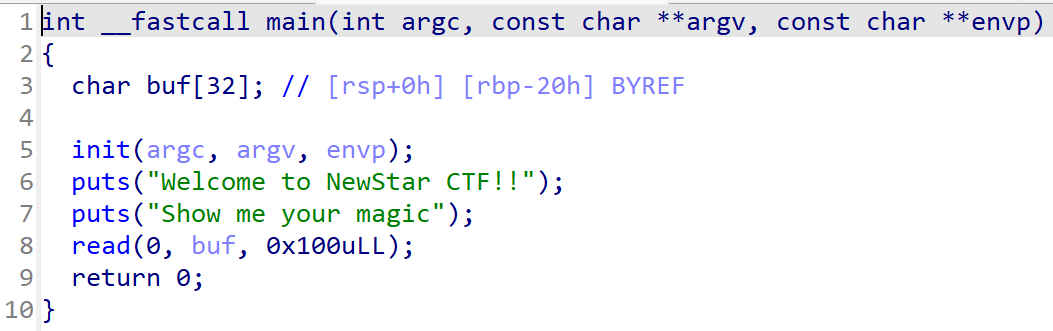 1 int __fastcall main(int argc, const char **argv, const char **envp)
2 {
3   char buf[32]; // [rsp+0h] [rbp-20h] BYREF
4
5   init(argc, argv, envp);
6   puts("Welcome to NewStar CTF!!");
7   puts("Show me your magic");
8   read(0, buf, 0x100uLL);
9   return 0;
10 }